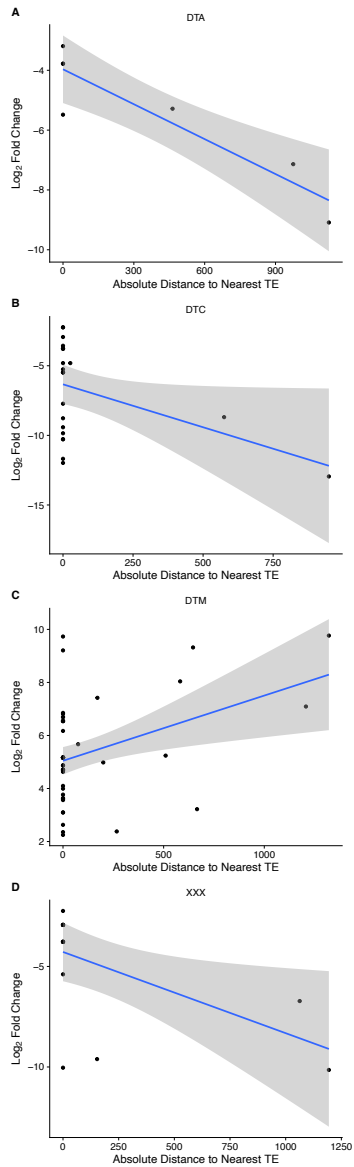 A
DTA
−4
−6
−8
−10
Log2 Fold Change
0 300 600 900
Absolute Distance to Nearest TE
B
DTC
−5
−10
−15
Log2 Fold Change
0 250 500 750
Absolute Distance to Nearest TE
C
DTM
10
8
6
4
2
Log2 Fold Change
0 500 1000
Absolute Distance to Nearest TE
D
XXX
−5
−10
Log2 Fold Change
0 250 500 750 1000 1250
Absolute Distance to Nearest TE